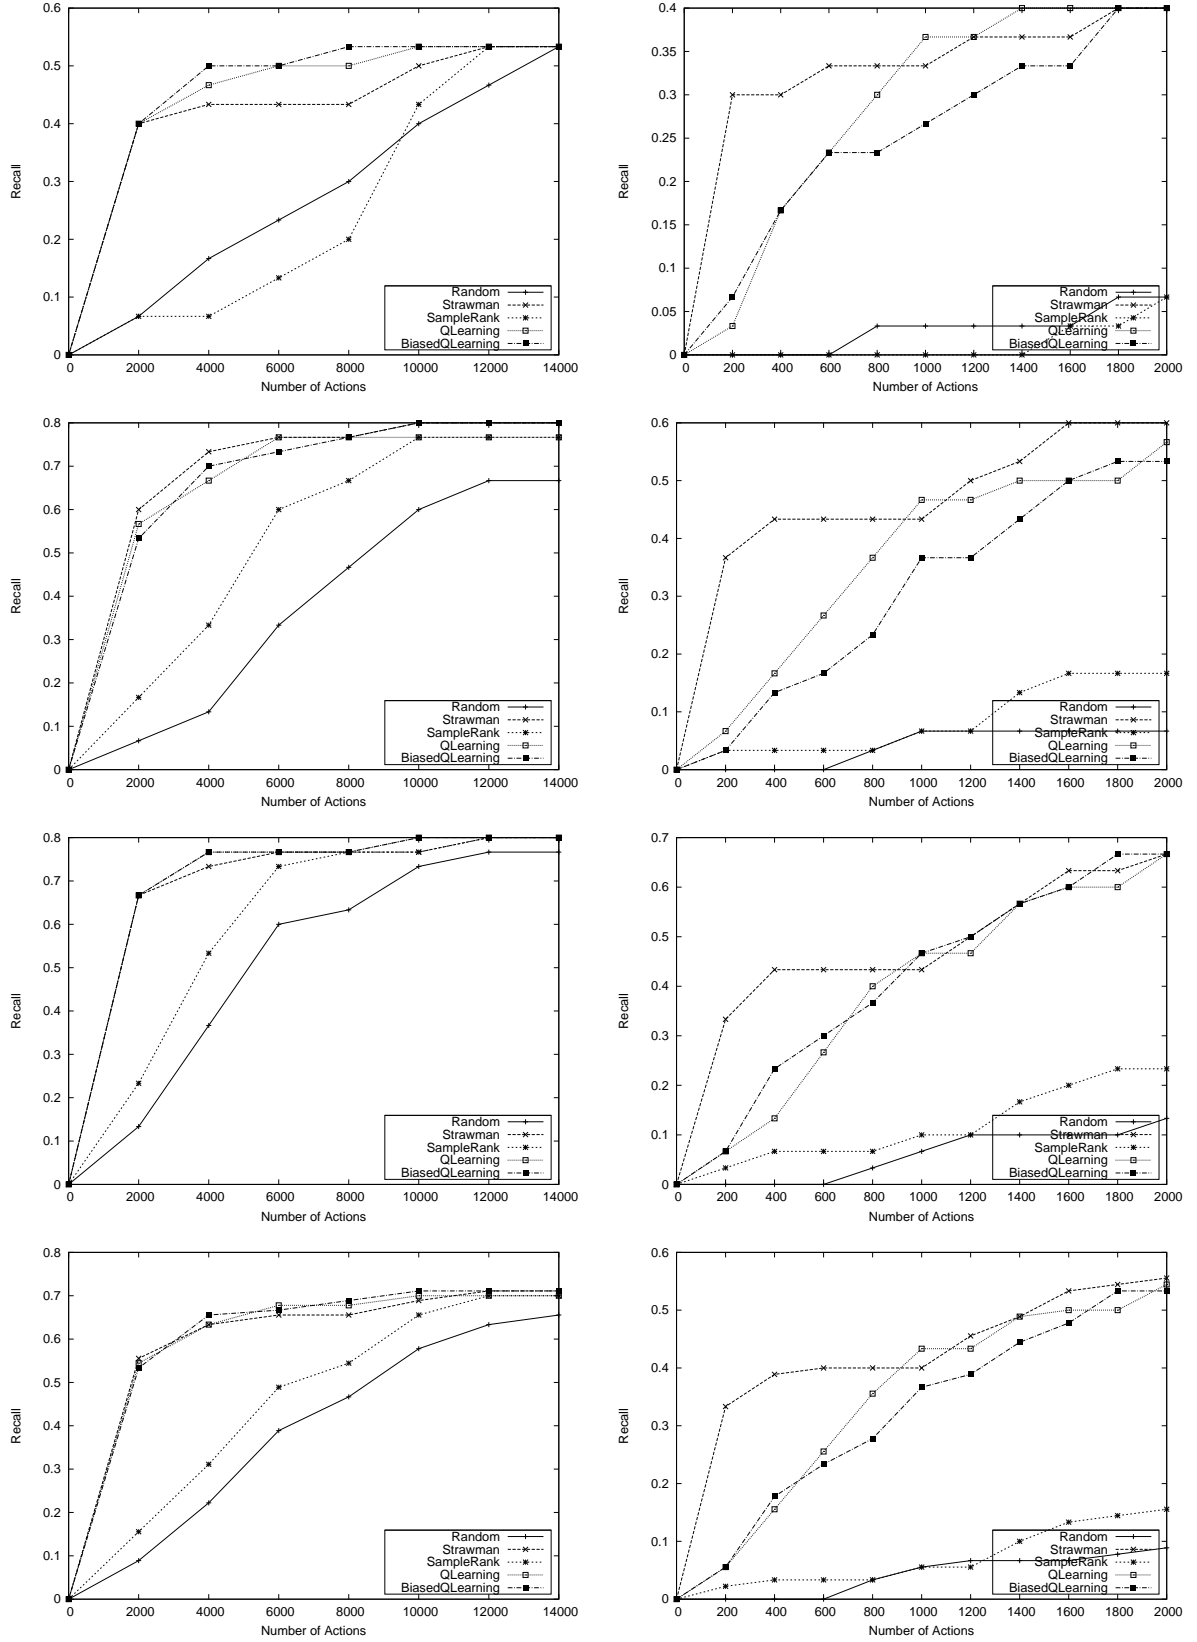 0.6
0.5
0.4
0.3
0.2
0.1
0
Recall
0 2000 4000 6000 8000 10000 12000 14000
Number of Actions
Random
Strawman
SampleRank
QLearning
BiasedQLearning
0.4
0.35
0.3
0.25
0.2
0.15
0.1
0.05
0
Recall
0 200 400 600 800 1000 1200 1400 1600 1800 2000
Number of Actions
Random
Strawman
SampleRank
QLearning
BiasedQLearning
0.8
0.7
0.6
0.5
0.4
0.3
0.2
0.1
0
Recall
0 2000 4000 6000 8000 10000 12000 14000
Number of Actions
Random
Strawman
SampleRank
QLearning
BiasedQLearning
0.6
0.5
0.4
0.3
0.2
0.1
0
Recall
0 200 400 600 800 1000 1200 1400 1600 1800 2000
Number of Actions
Random
Strawman
SampleRank
QLearning
BiasedQLearning
0.8
0.7
0.6
0.5
0.4
0.3
0.2
0.1
0
Recall
0 2000 4000 6000 8000 10000 12000 14000
Number of Actions
Random
Strawman
SampleRank
QLearning
BiasedQLearning
0.7
0.6
0.5
0.4
0.3
0.2
0.1
0
Recall
0 200 400 600 800 1000 1200 1400 1600 1800 2000
Number of Actions
Random
Strawman
SampleRank
QLearning
BiasedQLearning
0.8
0.7
0.6
0.5
0.4
0.3
0.2
0.1
0
Recall
0 2000 4000 6000 8000 10000 12000 14000
Number of Actions
Random
Strawman
SampleRank
QLearning
BiasedQLearning
0.6
0.5
0.4
0.3
0.2
0.1
0
Recall
0 200 400 600 800 1000 1200 1400 1600 1800 2000
Number of Actions
Random
Strawman
SampleRank
QLearning
BiasedQLearning